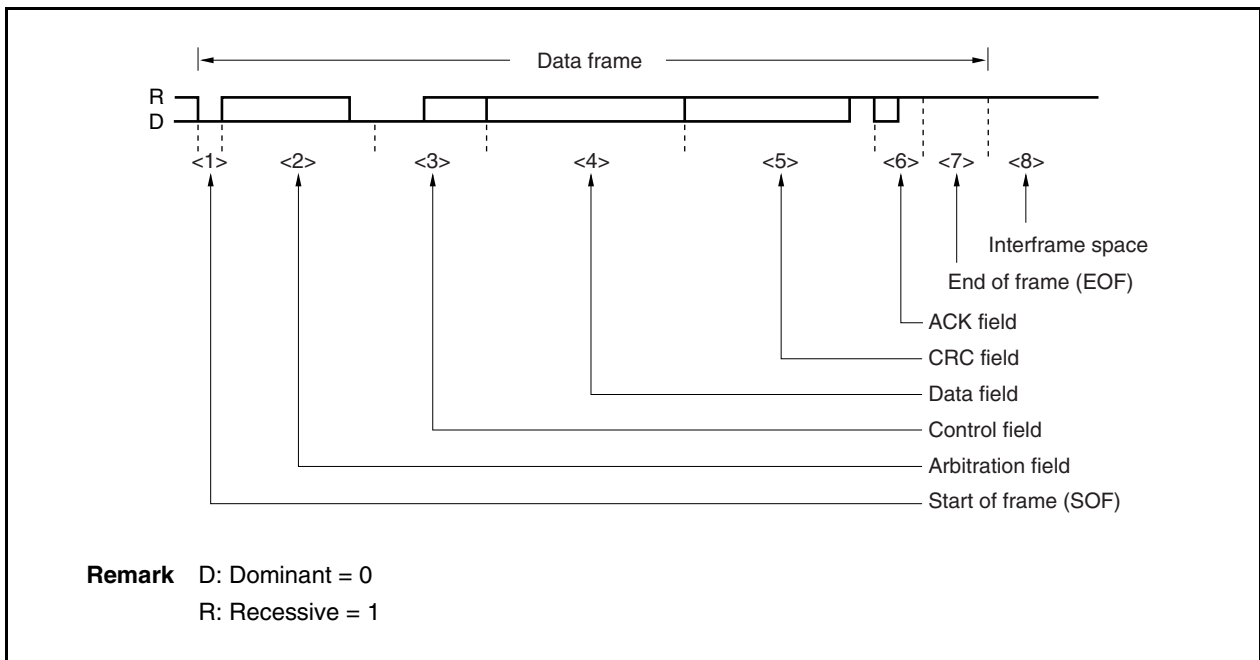 Data frame
R
D
<1> <2> <3> <4> <5> <6> <7> <8>
Interframe space
End of frame (EOF)
ACK field
CRC field
Data field
Control field
Arbitration field
Start of frame (SOF)
Remark D: Dominant = 0
R: Recessive = 1